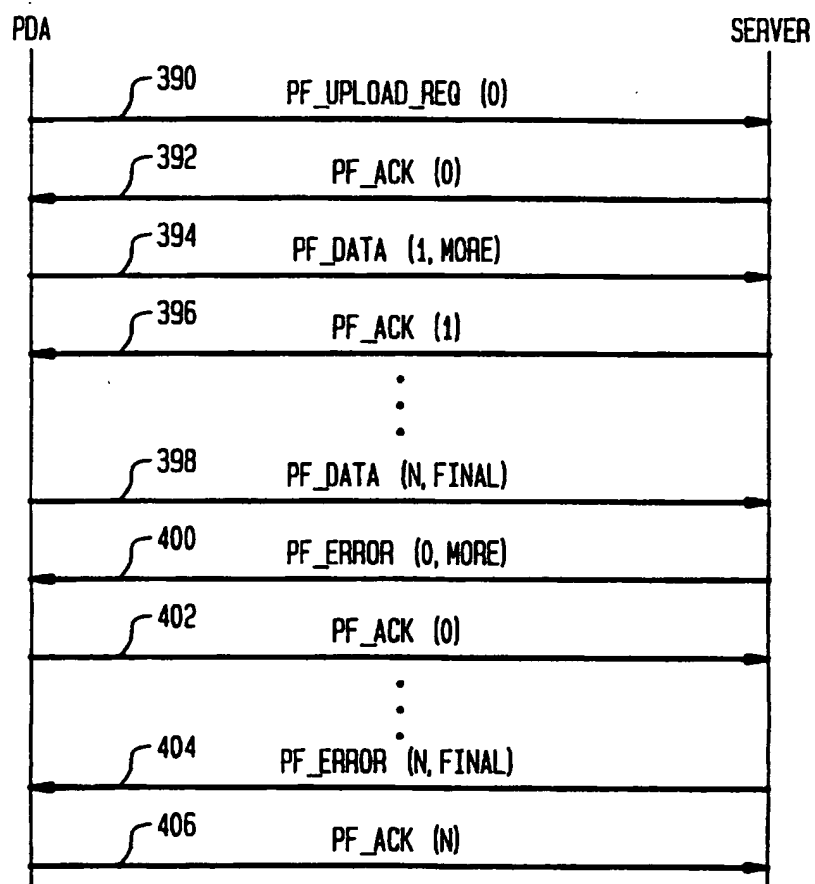 PDA SERVER
390 PF_UPLOAD_REQ (0)
392 PF_ACK (0)
394 PF_DATA (1, MORE)
396 PF_ACK (1)
398 PF_DATA (N, FINAL)
400 PF_ERROR (0, MORE)
402 PF_ACK (0)
404 PF_ERROR (N, FINAL)
406 PF_ACK (N)